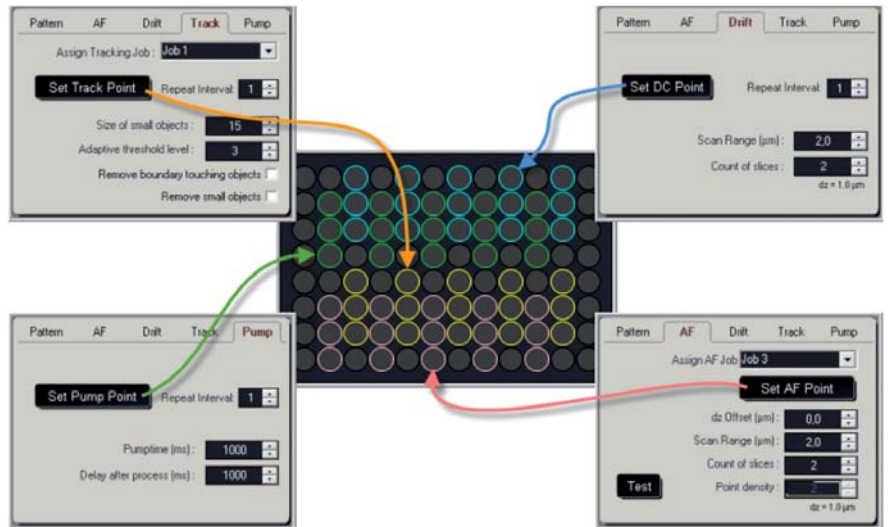 Pattern AF Drift Track Pump
Assign Tracking Job : Job 1
Set Track Point Repeat Interval: 1
Size of small objects : 15
Adaptive threshold level : 3
Remove boundary touching objects
Remove small objects
Pattern AF Drift Track Pump
Set DC Point Repeat Interval: 1
Scan Range (µm) : 2,0
Count of slices : 2
dz = 1.0 µm
Pattern AF Drift Track Pump
Set Pump Point Repeat Interval: 1
Pumptime (ms) : 1000
Delay after process (ms) : 1000
Pattern AF Drift Track Pump
Assign AF Job Job 3
Set AF Point
dz Offset (µm) : 0,0
Scan Range (µm) : 2,0
Count of slices : 2
Test Point density : 2
dz = 1.0 µm